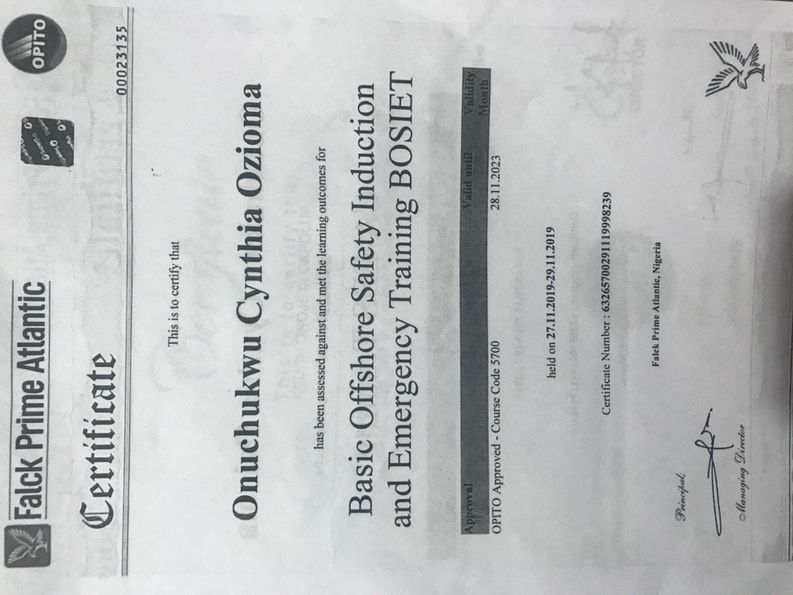 Falck Prime Atlantic
OPITO
Certificate
00023135
This is to certify that
Onuchukwu Cynthia Ozioma
has been assessed against and met the learning outcomes for
Basic Offshore Safety Induction
and Emergency Training BOSIET
Approval Valid until Validity
Month
OPITO Approved - Course Code 5700 28.11.2023
held on 27.11.2019-29.11.2019
Certificate Number : 63265700291119998239
Falck Prime Atlantic, Nigeria
Principal;
Managing Director